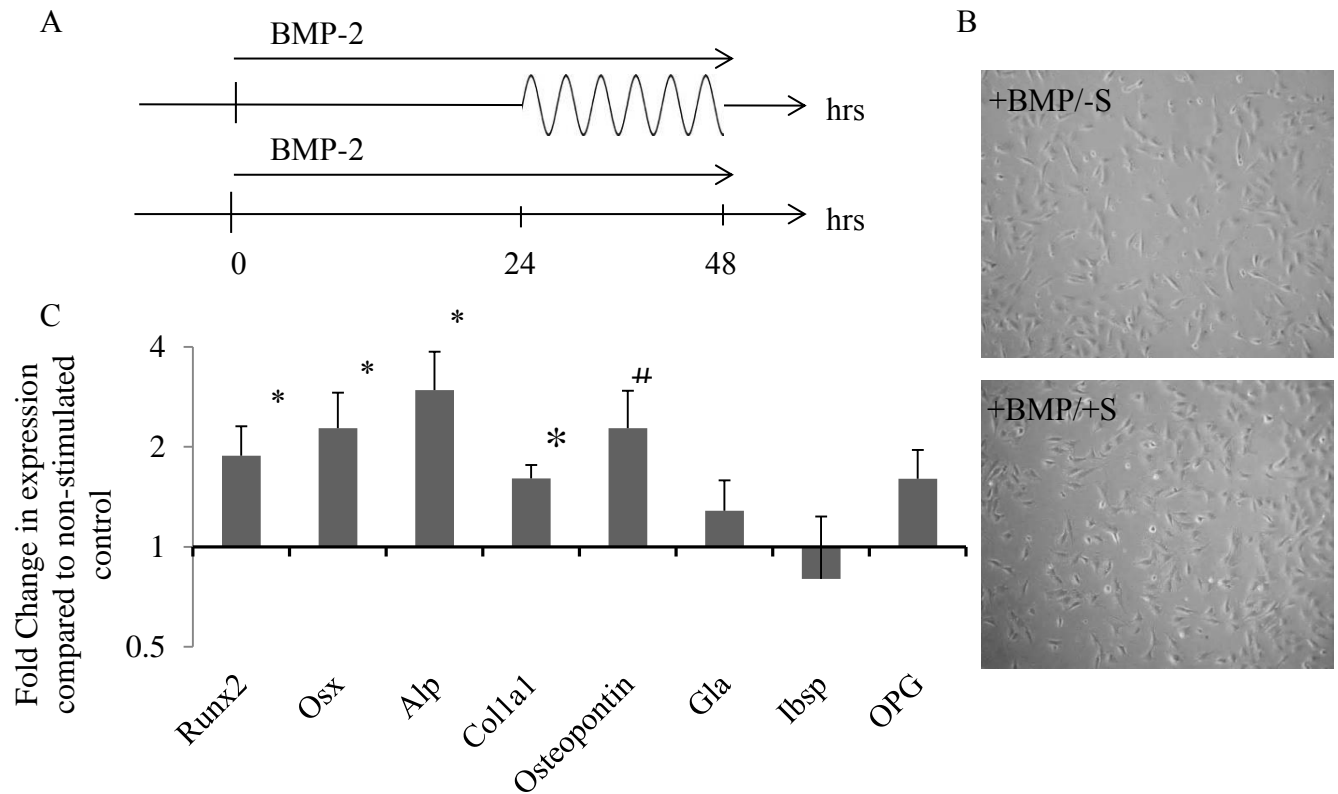 A
BMP-2
hrs
BMP-2
hrs
0 24 48
B
+BMP/-S
+BMP/+S
C
Fold Change in expression
compared to non-stimulated
control
4
2
1
0.5
* * * * #
Runx2
Osx
Alp
Col1a1
Osteopontin
Gla
Ibsp
OPG